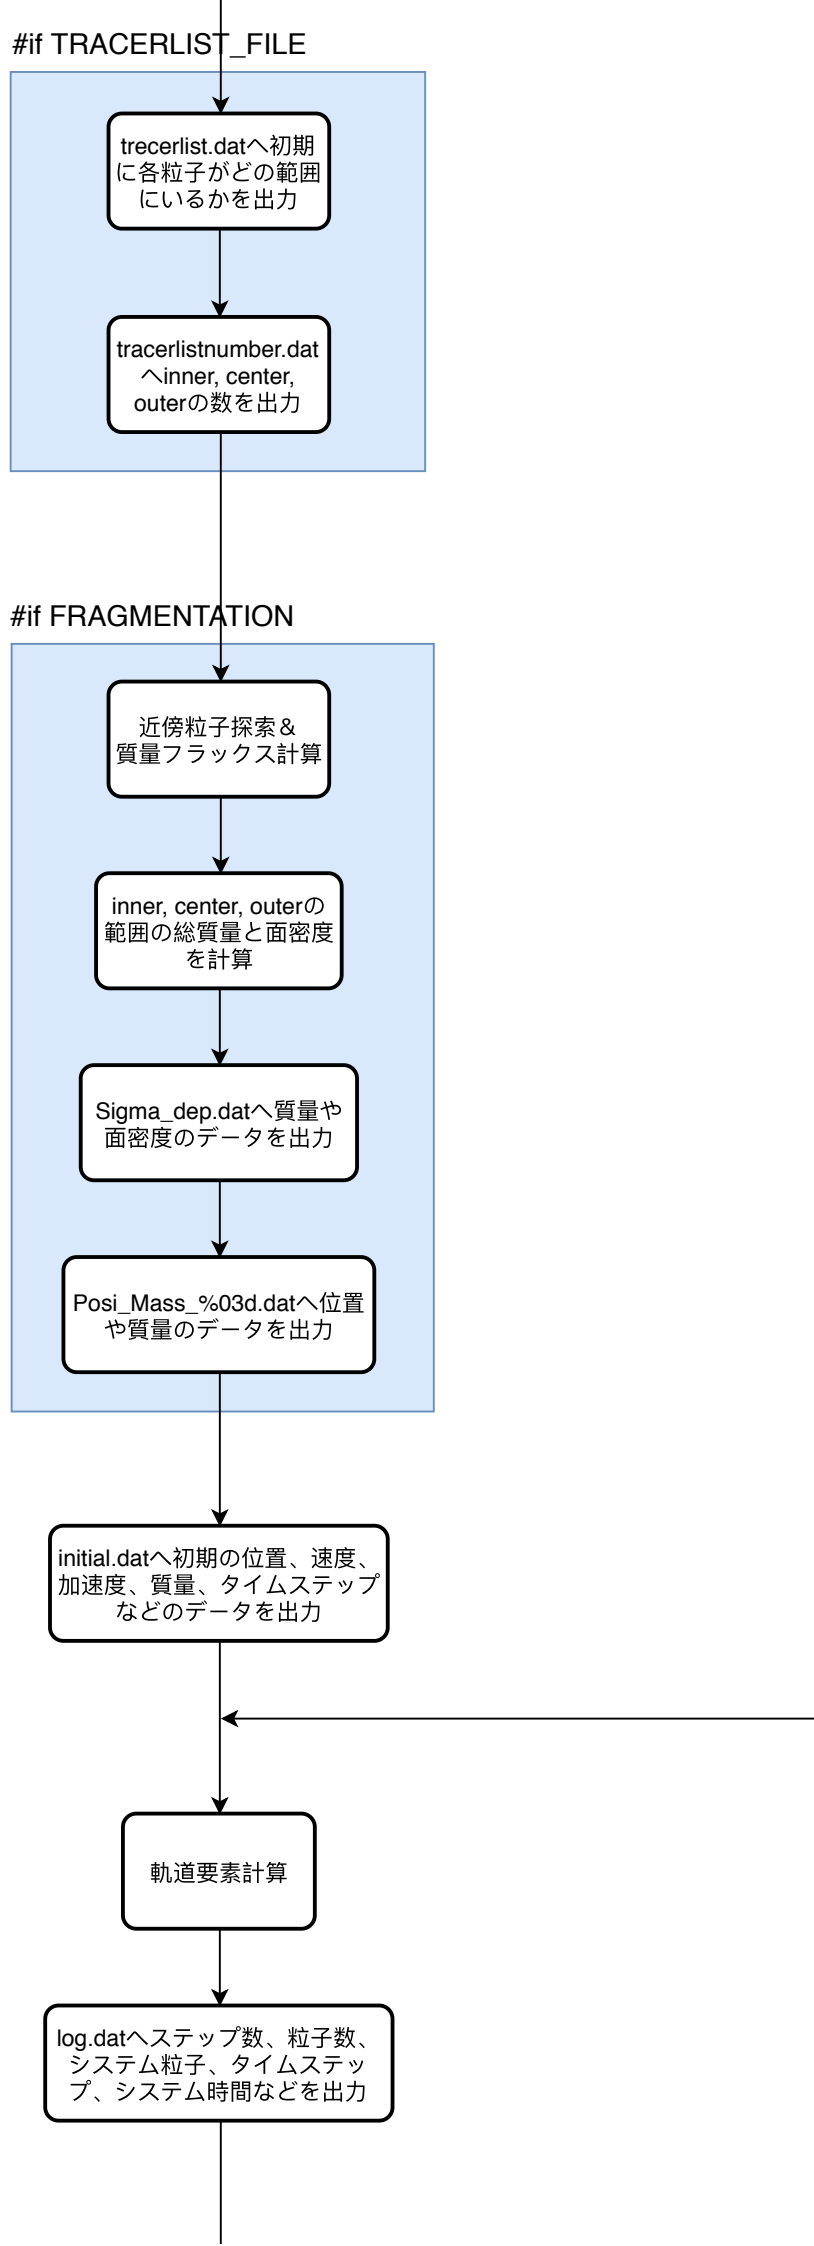 #if TRACERLIST_FILE
trecerlist.datへ初期
に各粒子がどの範囲
にいるかを出力
tracerlistnumber.dat
へinner, center,
outerの数を出力
#if FRAGMENTATION
近傍粒子探索＆
質量フラックス計算
inner, center, outerの
範囲の総質量と面密度
を計算
Sigma_dep.datへ質量や
面密度のデータを出力
Posi_Mass_%03d.datへ位置
や質量のデータを出力
initial.datへ初期の位置、速度、
加速度、質量、タイムステップ
などのデータを出力
軌道要素計算
log.datへステップ数、粒子数、
システム粒子、タイムステッ
プ、システム時間などを出力